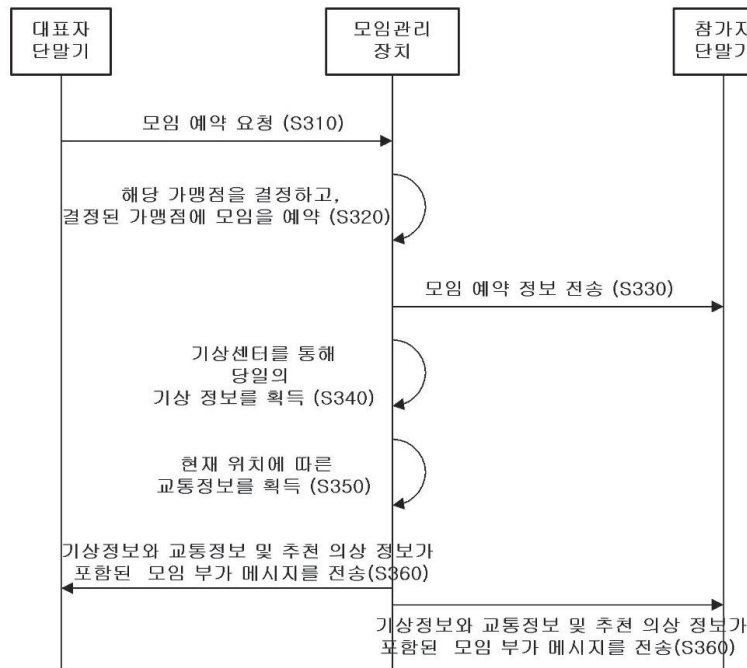 대표자
단말기
모임관리
장치
참가자
단말기
모임 예약 요청 (S310)
해당 가맹점을 결정하고,
결정된 가맹점에 모임을 예약 (S320)
모임 예약 정보 전송 (S330)
기상센터를 통해
당일의
기상 정보를 획득 (S340)
현재 위치에 따른
교통정보를 획득 (S350)
기상정보와 교통정보 및 추천 의상 정보가
포함된 모임 부가 메시지를 전송(S360)
기상정보와 교통정보 및 추천 의상 정보가
포함된 모임 부가 메시지를 전송(S360)